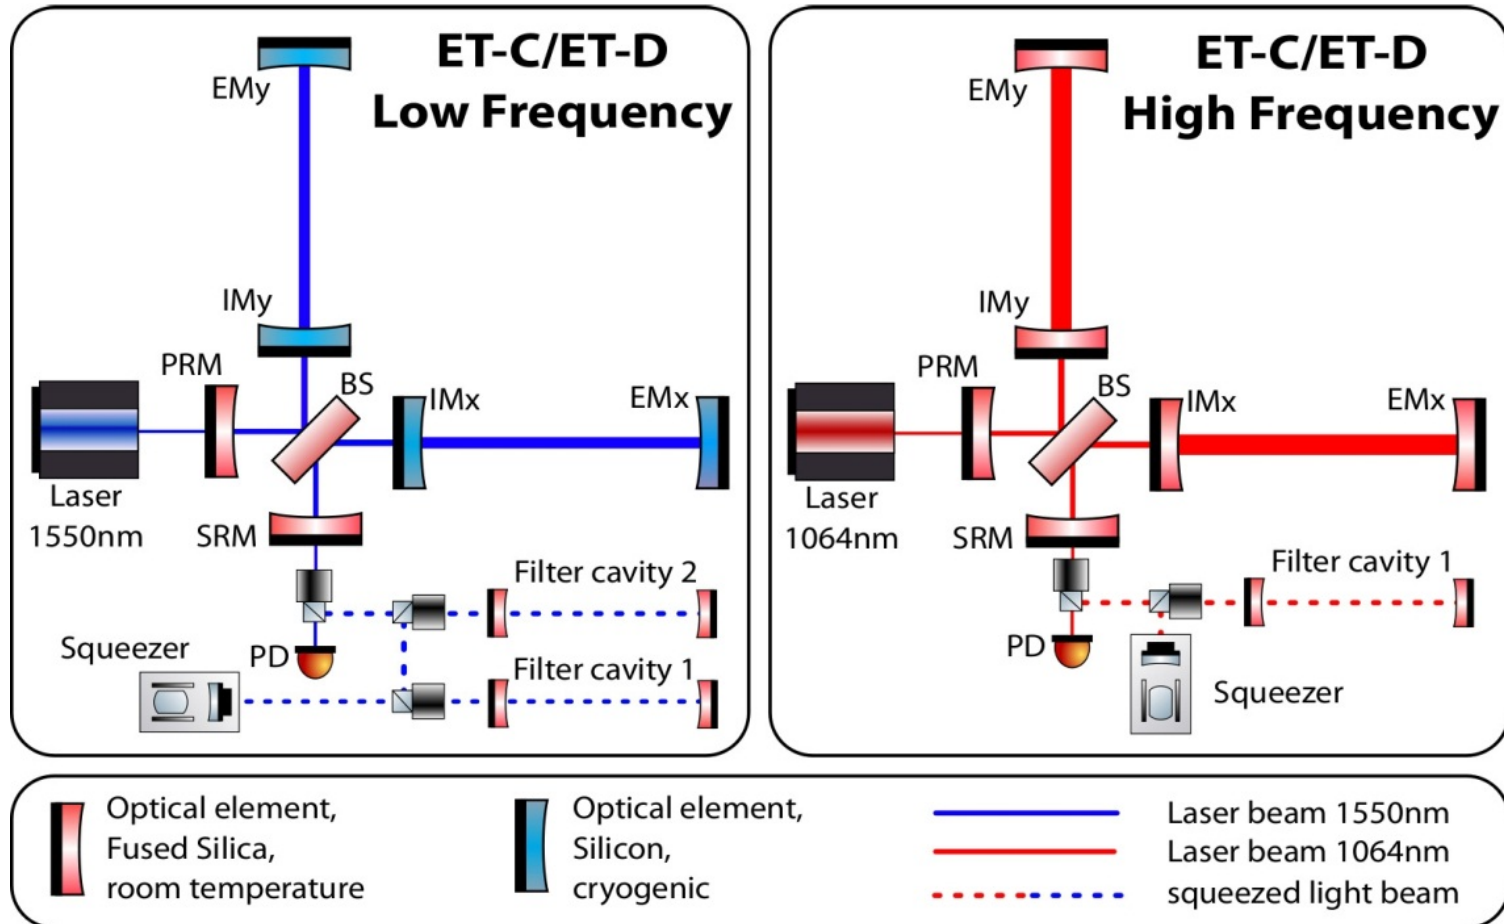 ET-C/ET-D
Low Frequency
EMy
IMy
PRM
BS
IMx
EMx
Laser
1550nm
SRM
Filter cavity 2
Squeezer
PD
Filter cavity 1
ET-C/ET-D
High Frequency
EMy
IMy
PRM
BS
IMx
EMx
Laser
1064nm
SRM
Filter cavity 1
PD
Squeezer
Optical element,
Fused Silica,
room temperature
Optical element,
Silicon,
cryogenic
Laser beam 1550nm
Laser beam 1064nm
squeezed light beam